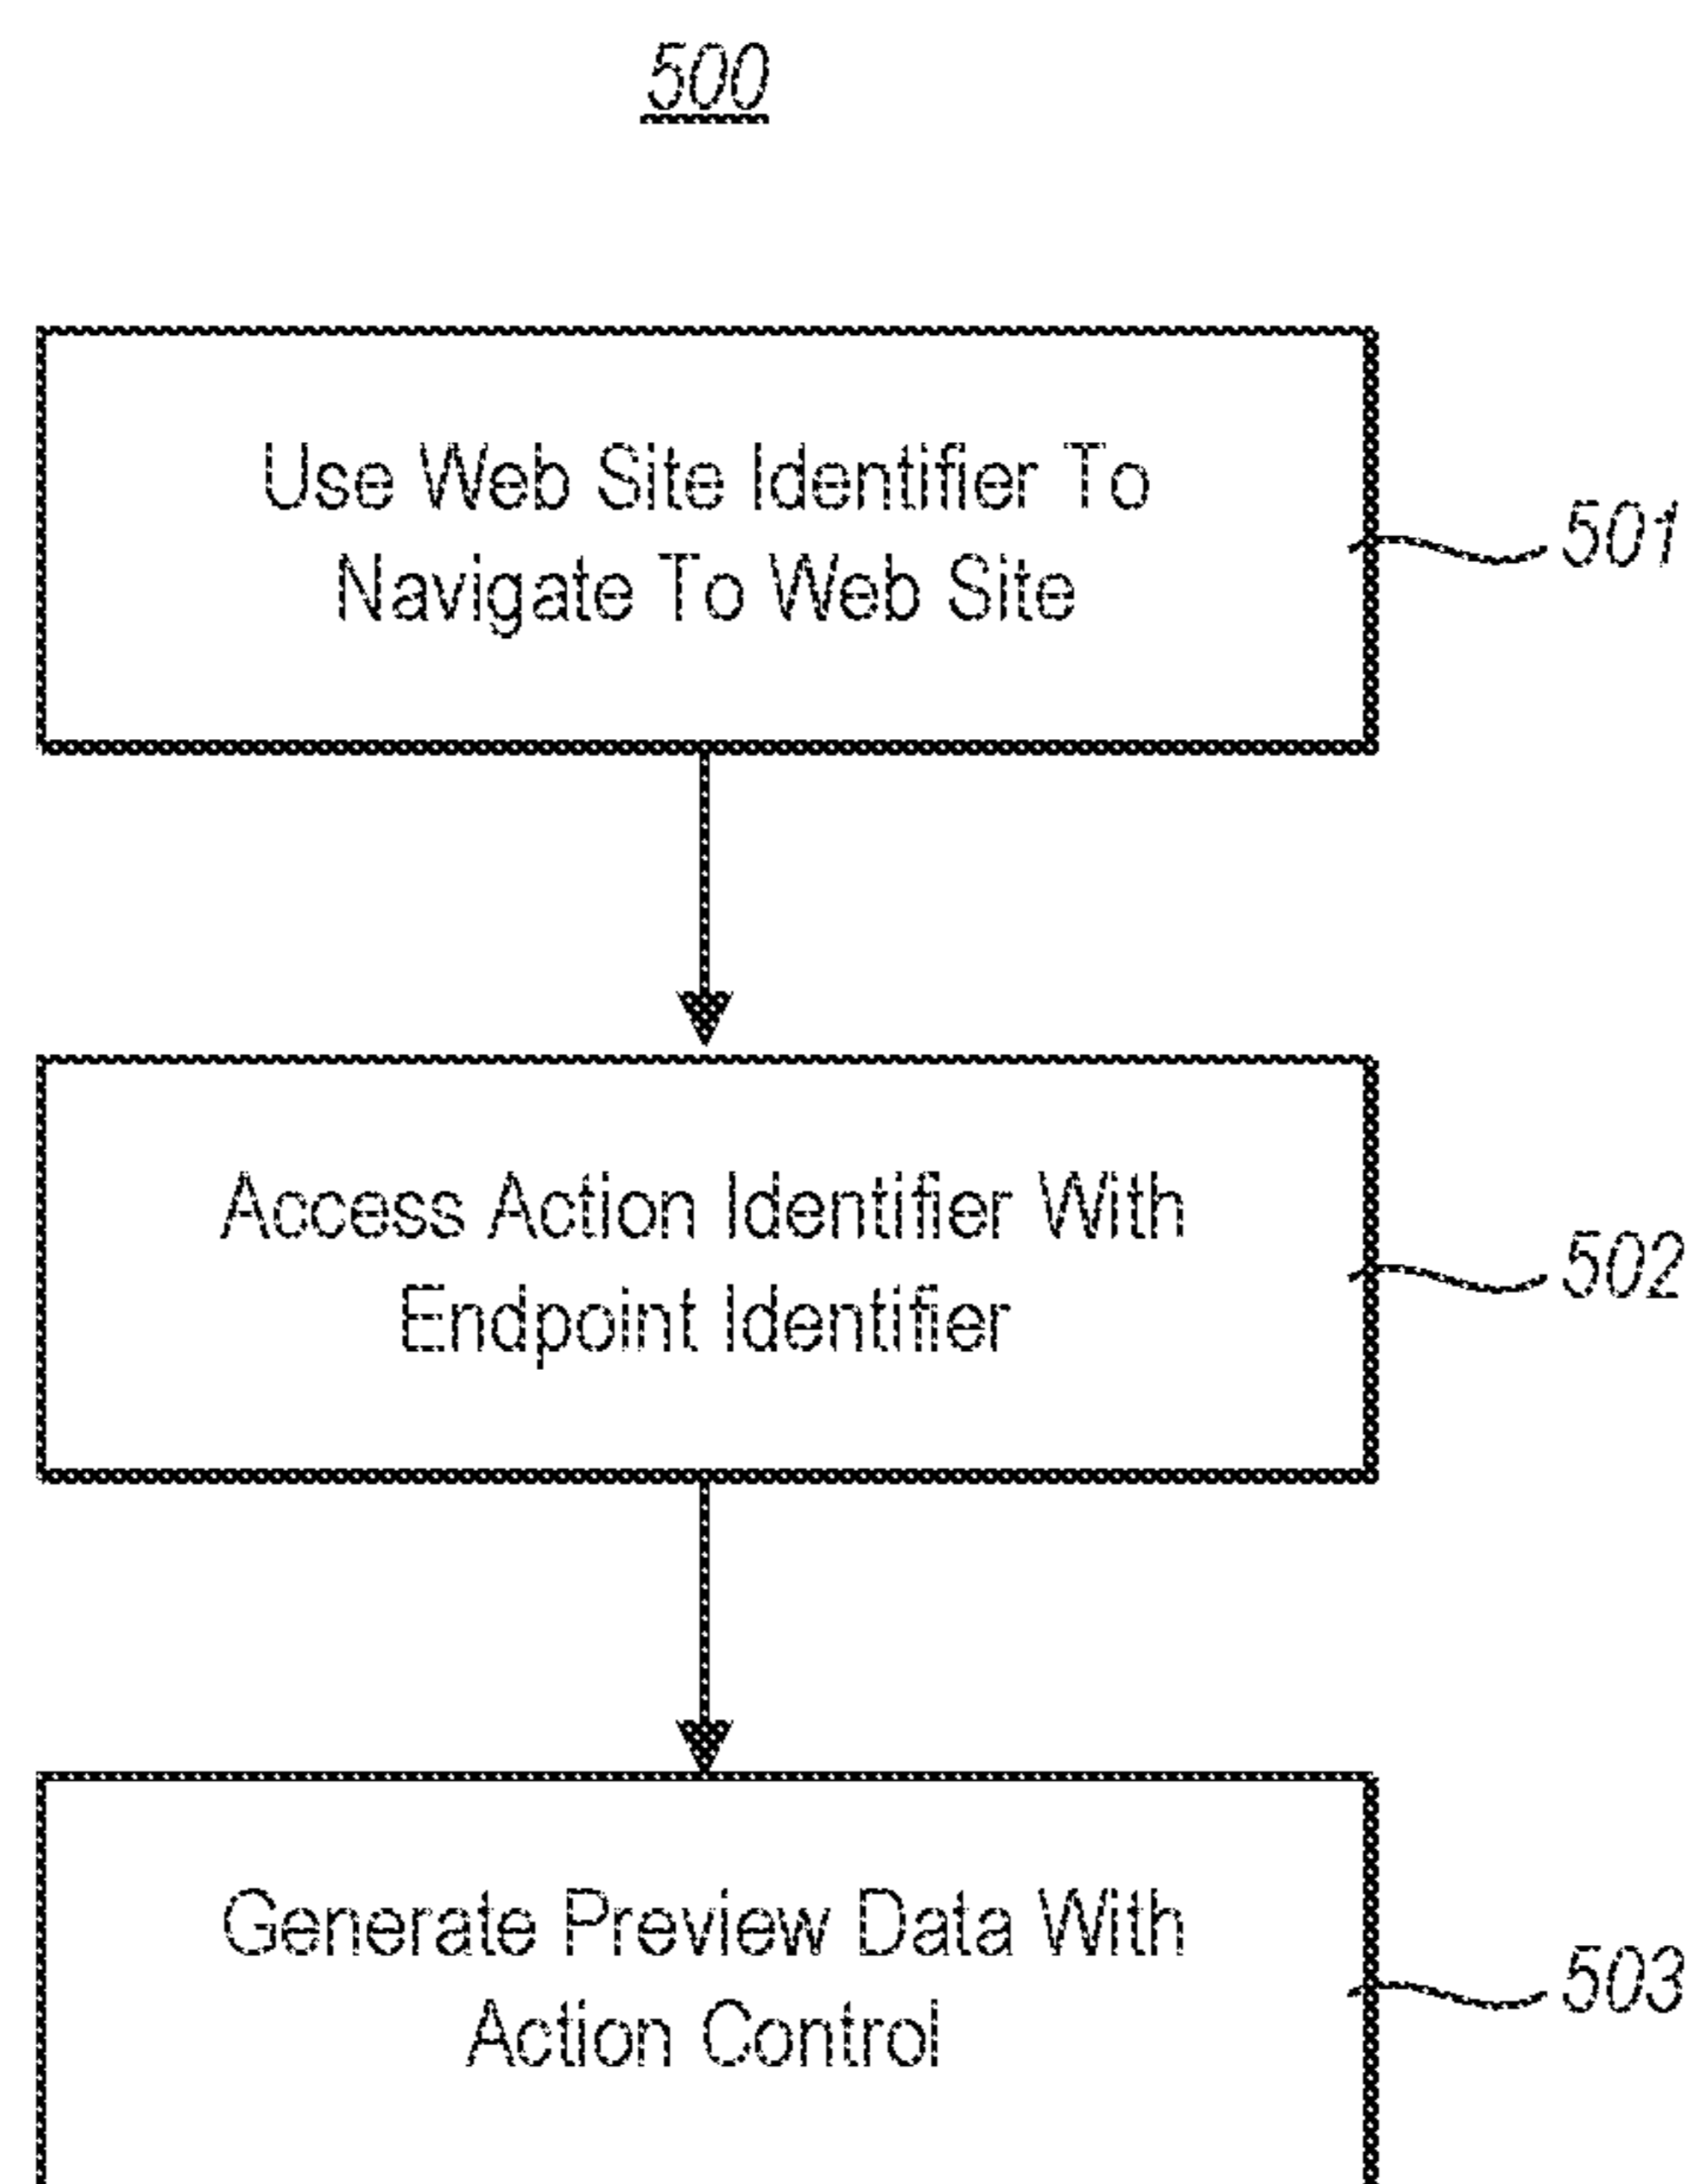 500
Use Web Site Identifier To
Navigate To Web Site
501
Access Action Identifier With
Endpoint Identifier
502
Generate Preview Data With
Action Control
503